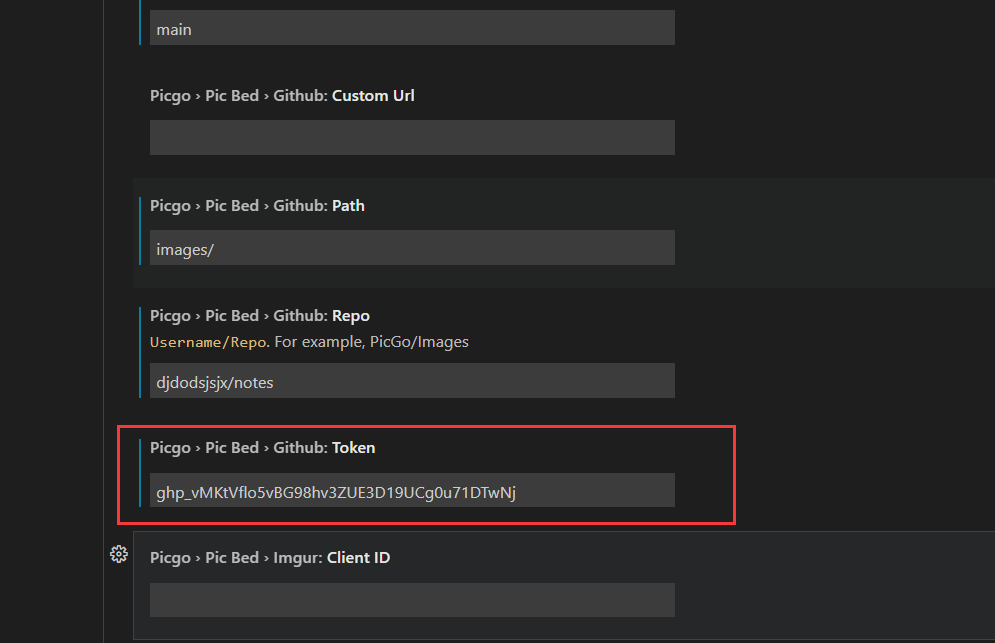 main
Picgo › Pic Bed › Github: Custom Url
Picgo › Pic Bed › Github: Path
images/
Picgo › Pic Bed › Github: Repo
Username/Repo. For example, PicGo/Images
djdodsjsjx/notes
Picgo › Pic Bed › Github: Token
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
Picgo › Pic Bed › Imgur: Client ID